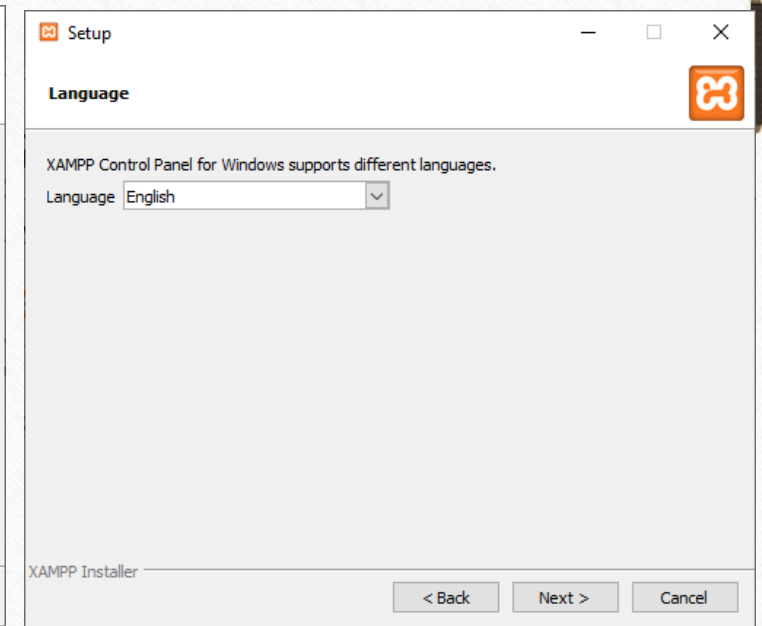 Setup
Language
XAMPP Control Panel for Windows supports different languages.
Language English
XAMPP Installer
< Back Next > Cancel